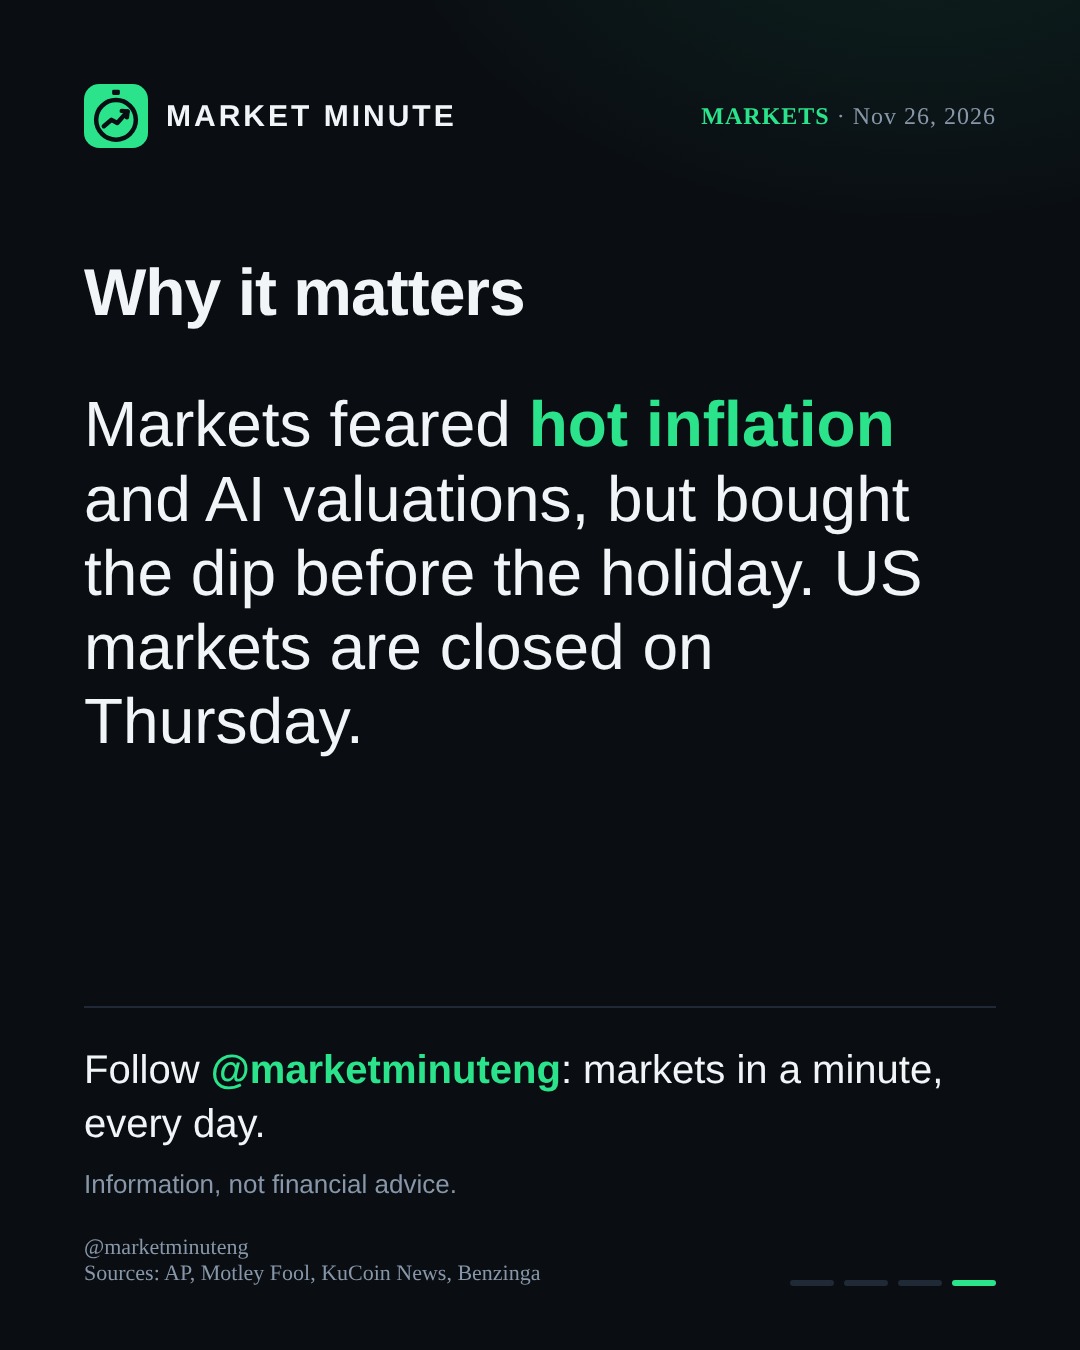 MARKET MINUTE
MARKETS · Nov 26, 2026
Why it matters
Markets feared hot inflation
and AI valuations, but bought
the dip before the holiday. US
markets are closed on
Thursday.
Follow @marketminuteng: markets in a minute,
every day.
Information, not financial advice.
@marketminuteng
Sources: AP, Motley Fool, KuCoin News, Benzinga